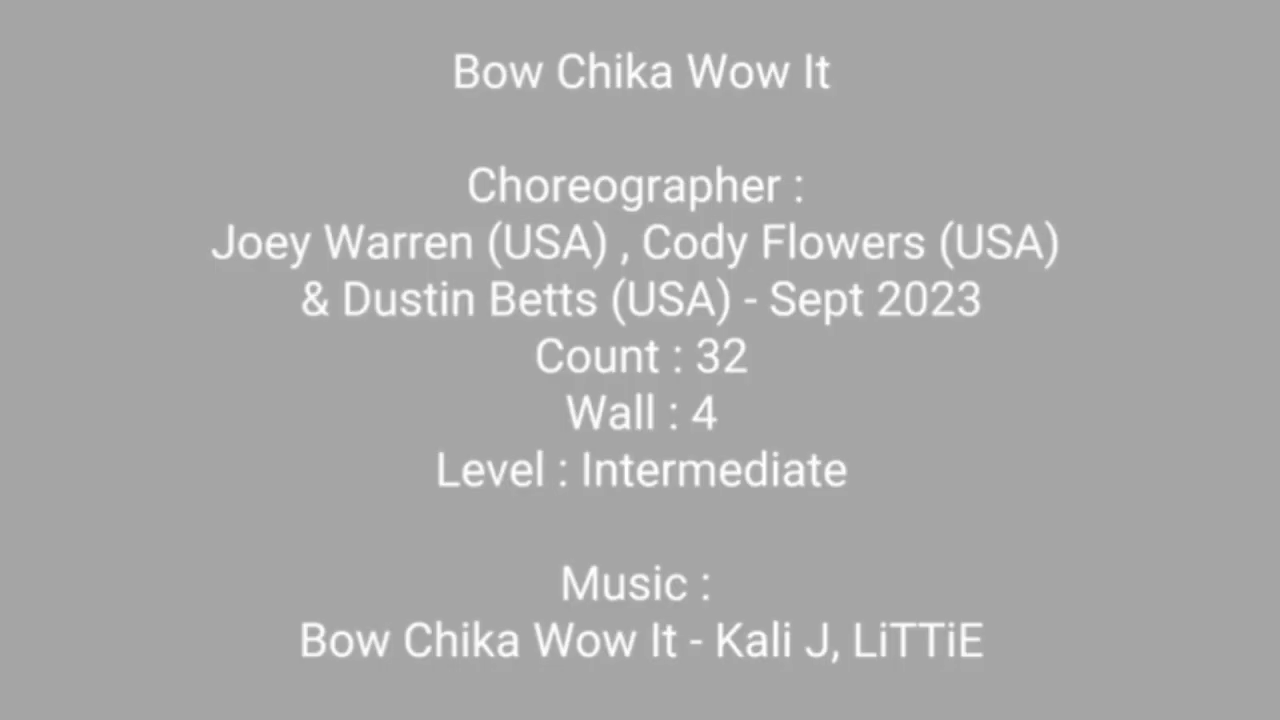 Bow Chika Wow It
Choreographer :
Joey Warren (USA) , Cody Flowers (USA)
& Dustin Betts (USA) - Sept 2023
Count : 32
Wall : 4
Level : Intermediate
Music :
Bow Chika Wow It - Kali J, LiTTiE